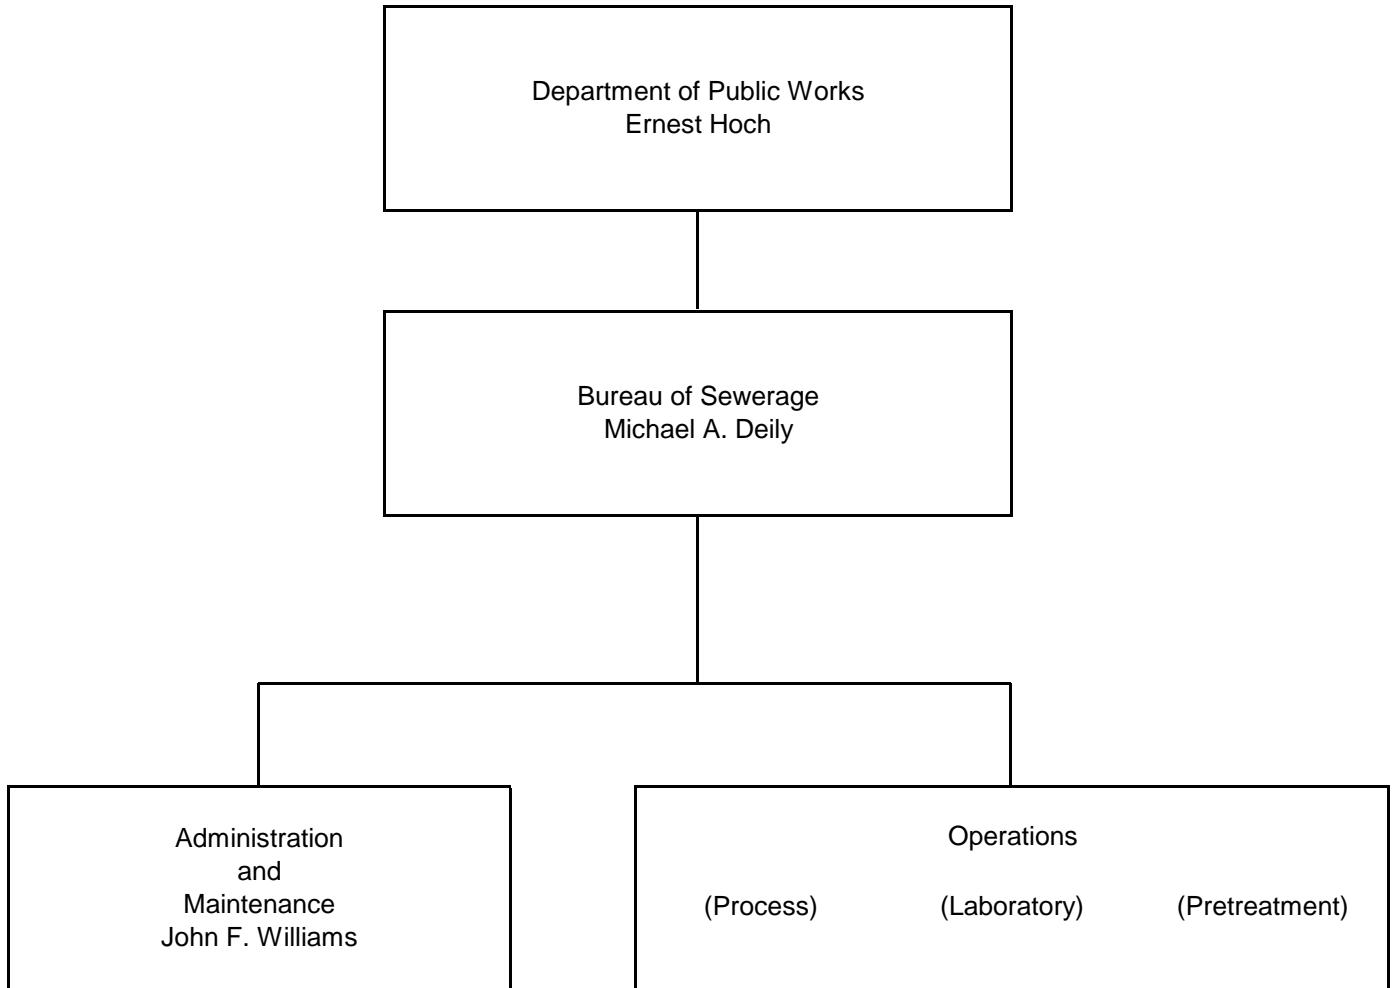 Department of Public Works
Ernest Hoch
Bureau of Sewerage
Michael A. Deily
Administration
and
Maintenance
John F. Williams
Operations
(Process) (Laboratory) (Pretreatment)